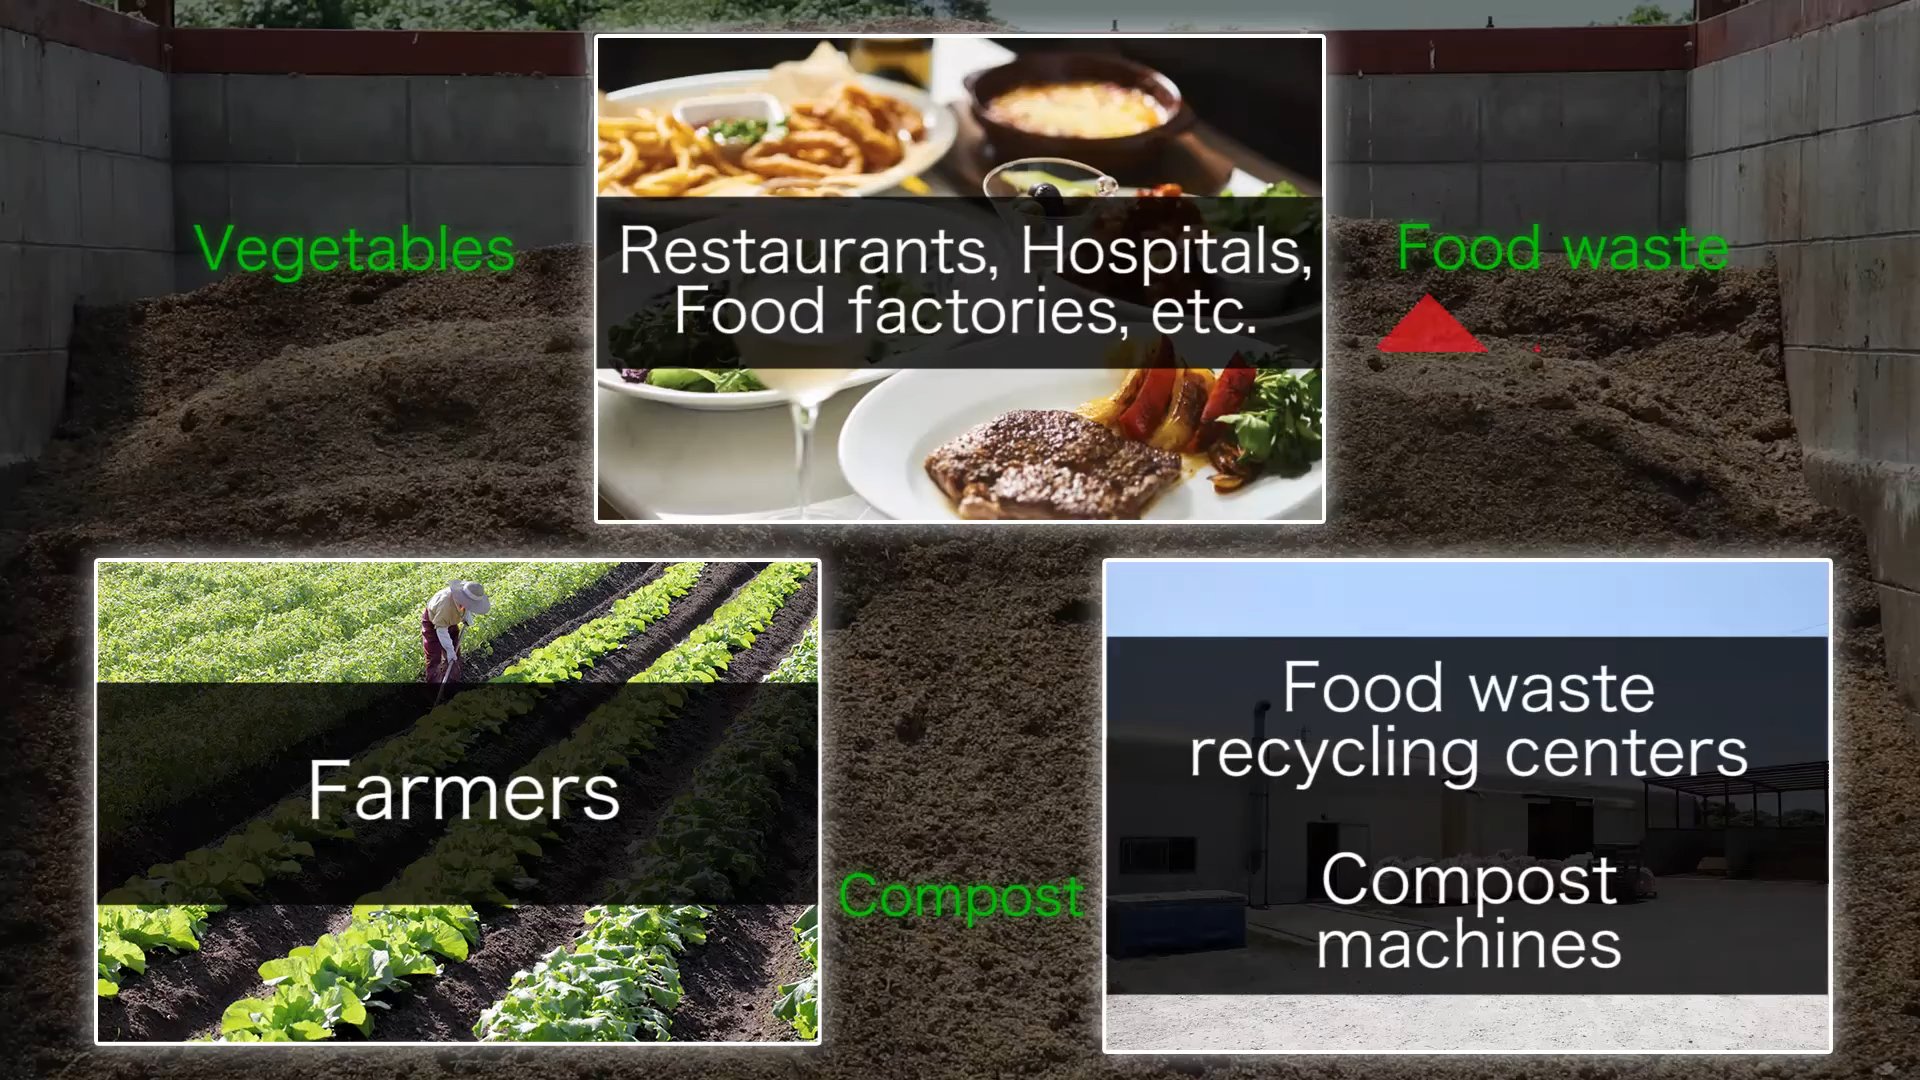 Vegetables
Restaurants, Hospitals,
Food factories, etc.
Food waste
Farmers
Compost
Food waste
recycling centers
Compost
machines